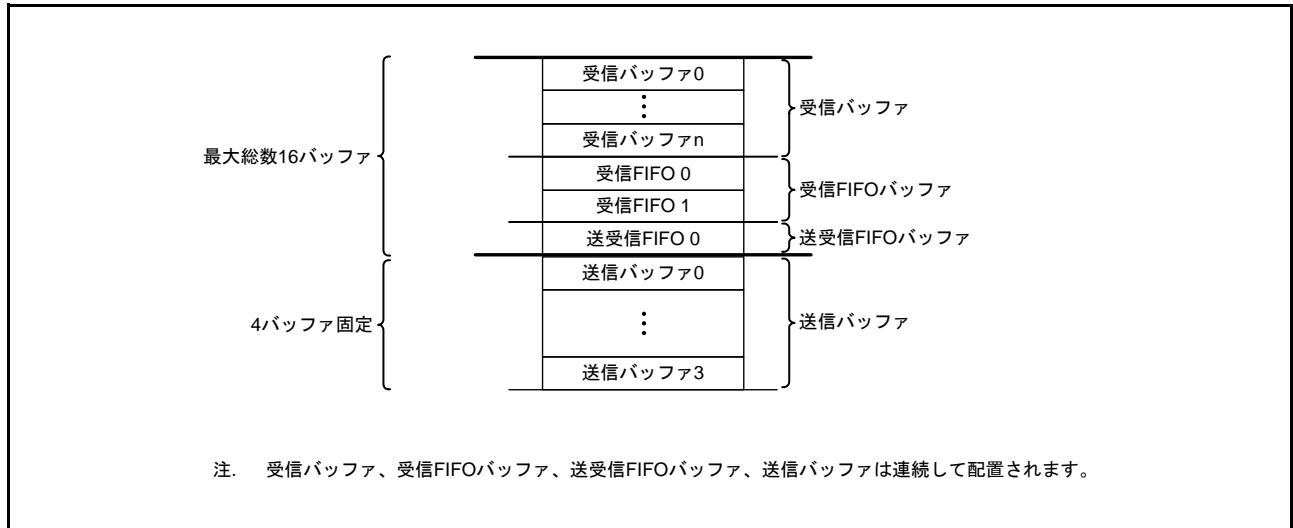 受信バッファ0
⋮
受信バッファn
受信バッファ
最大総数16バッファ
受信FIFO 0
受信FIFO 1
受信FIFOバッファ
送受信FIFO 0
送受信FIFOバッファ
送信バッファ0
⋮
送信バッファ3
送信バッファ
4バッファ固定
注. 受信バッファ、受信FIFOバッファ、送受信FIFOバッファ、送信バッファは連続して配置されます。